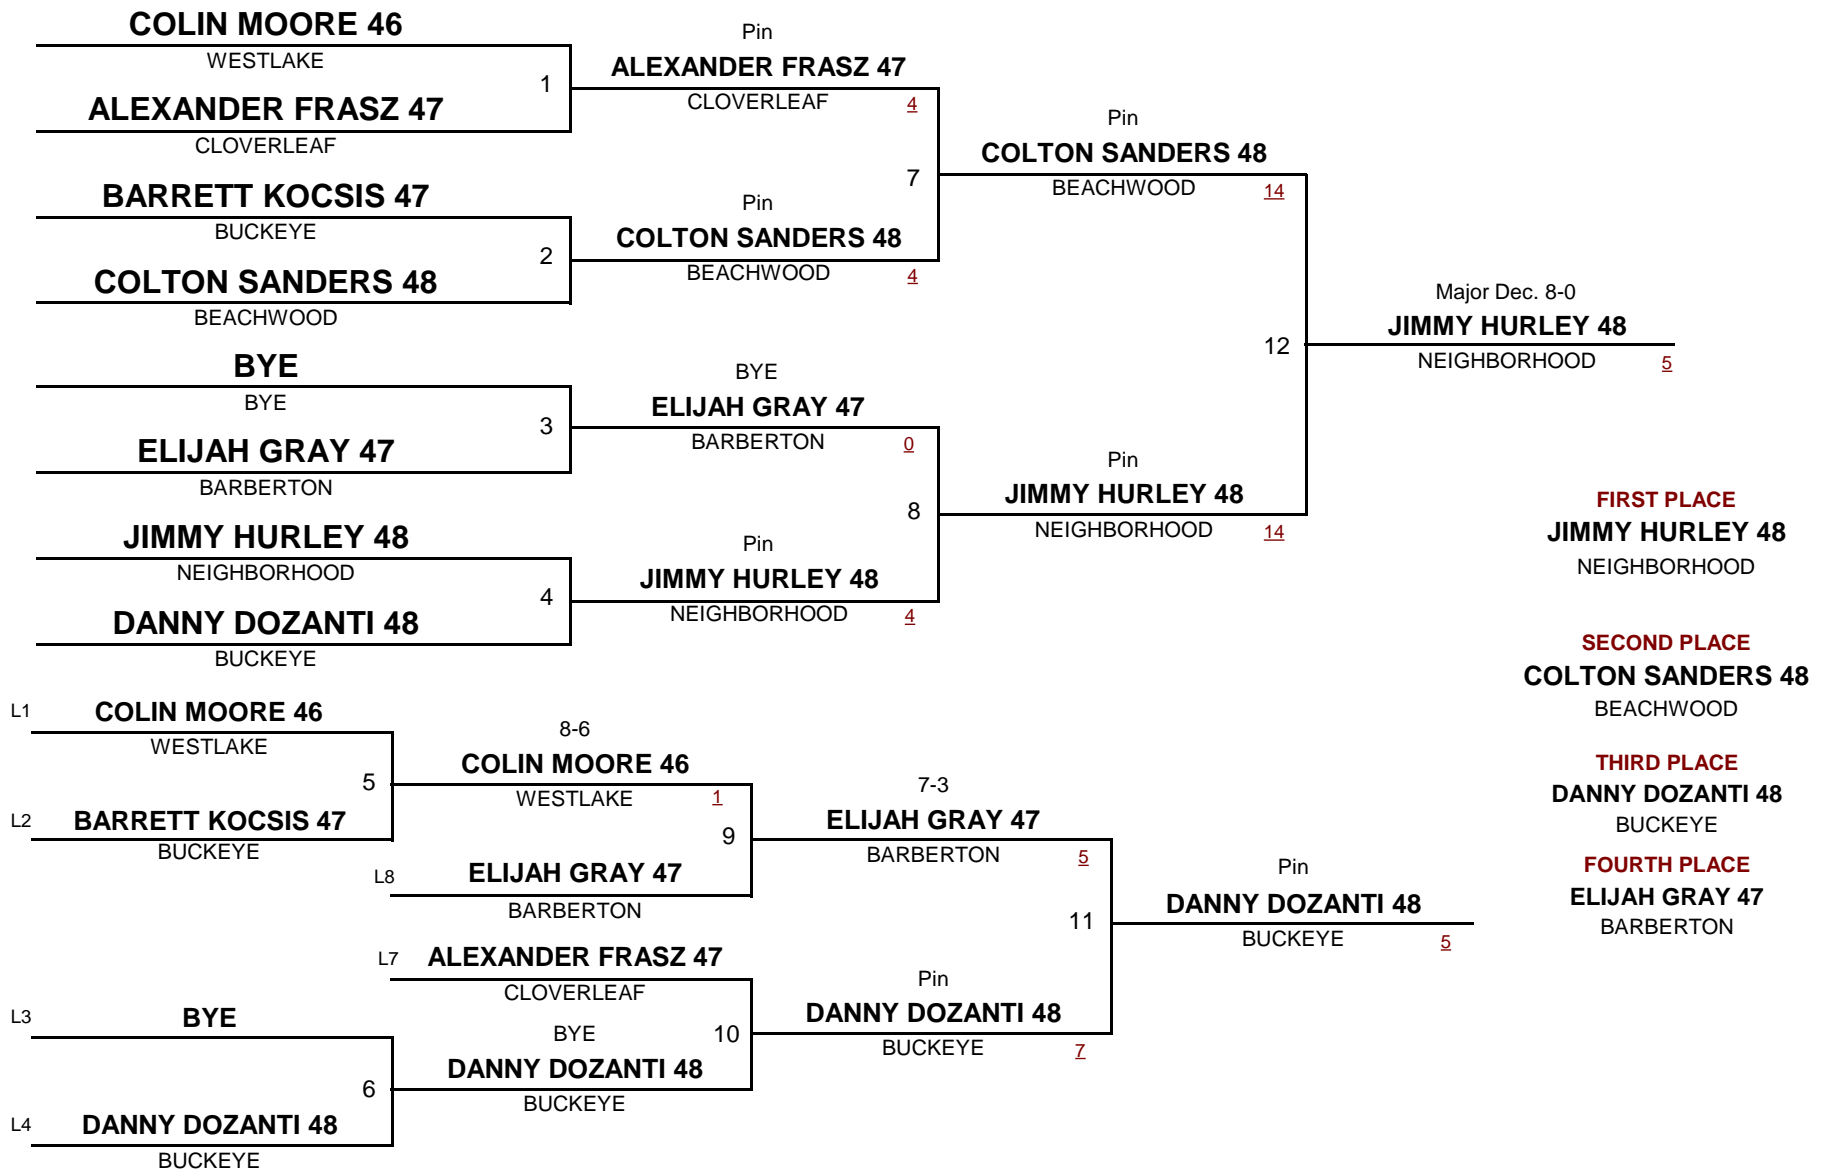 COLIN MOORE 46
WESTLAKE
1
ALEXANDER FRASZ 47
CLOVERLEAF
BARRETT KOCSIS 47
BUCKEYE
2
COLTON SANDERS 48
BEACHWOOD
BYE
BYE
3
ELIJAH GRAY 47
BARBERTON
JIMMY HURLEY 48
NEIGHBORHOOD
4
DANNY DOZANTI 48
BUCKEYE
Pin
ALEXANDER FRASZ 47
CLOVERLEAF 4
7
Pin
COLTON SANDERS 48
BEACHWOOD 4
BYE
ELIJAH GRAY 47
BARBERTON 0
8
Pin
JIMMY HURLEY 48
NEIGHBORHOOD 4
Pin
COLTON SANDERS 48
BEACHWOOD 14
12
Pin
JIMMY HURLEY 48
NEIGHBORHOOD 14
Major Dec. 8-0
JIMMY HURLEY 48
NEIGHBORHOOD 5
FIRST PLACE
JIMMY HURLEY 48
NEIGHBORHOOD
SECOND PLACE
COLTON SANDERS 48
BEACHWOOD
THIRD PLACE
DANNY DOZANTI 48
BUCKEYE
FOURTH PLACE
ELIJAH GRAY 47
BARBERTON
L1 COLIN MOORE 46
WESTLAKE
5
L2 BARRETT KOCSIS 47
BUCKEYE
L3 BYE
6
L4 DANNY DOZANTI 48
BUCKEYE
8-6
COLIN MOORE 46
WESTLAKE 1
9
L8 ELIJAH GRAY 47
BARBERTON
L7 ALEXANDER FRASZ 47
CLOVERLEAF
BYE 10
DANNY DOZANTI 48
BUCKEYE
7-3
ELIJAH GRAY 47
BARBERTON 5
11
Pin
DANNY DOZANTI 48
BUCKEYE 7
Pin
DANNY DOZANTI 48
BUCKEYE 5